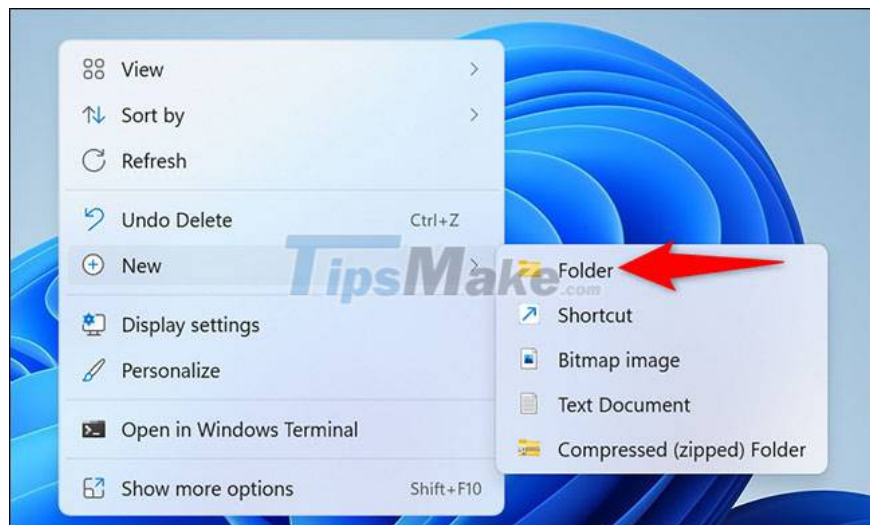 View
Sort by
Refresh
Undo Delete Ctrl+Z
New
TipsMake.com
Folder
Shortcut
Display settings
Bitmap image
Personalize
Text Document
Open in Windows Terminal
Compressed (zipped) Folder
Show more options Shift+F10